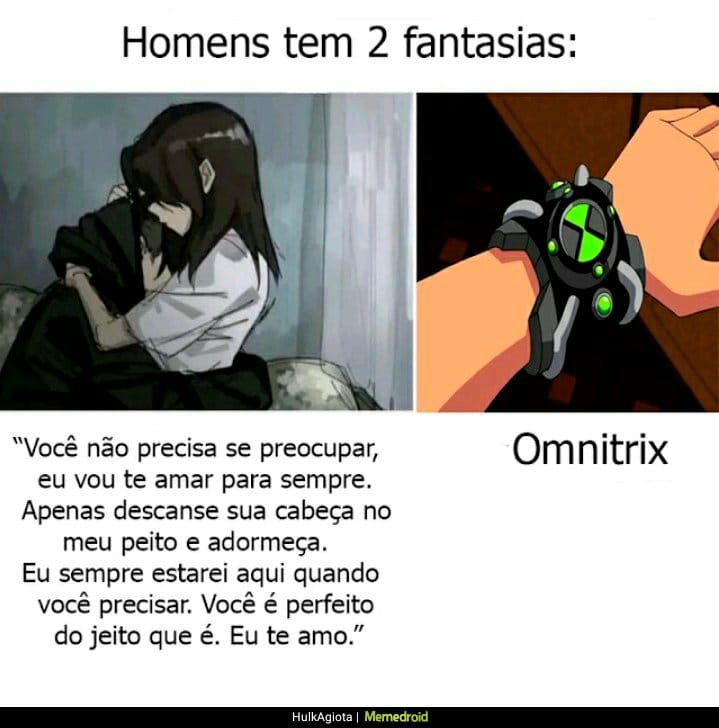 Homens tem 2 fantasias:
“Você não precisa se preocupar,
eu vou te amar para sempre.
Apenas descanse sua cabeça no
meu peito e adormeça.
Eu sempre estarei aqui quando
você precisar. Você é perfeito
do jeito que é. Eu te amo.”
Omnitrix
HulkAgiota | Memedroid